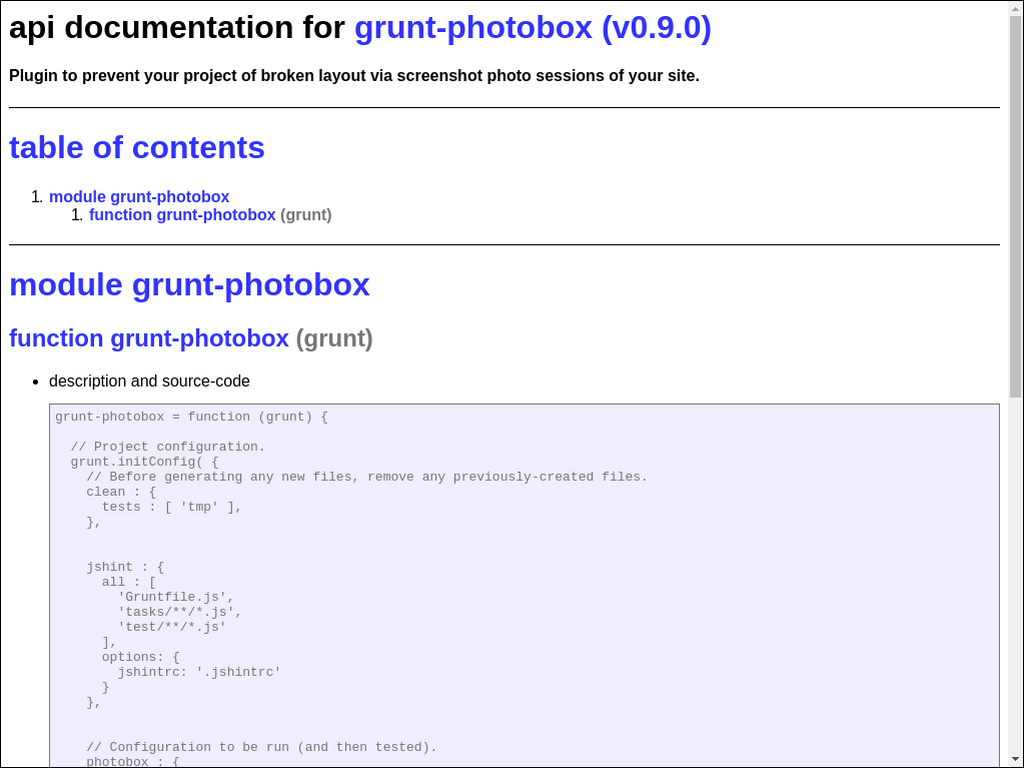 api documentation for grunt-photobox (v0.9.0)
Plugin to prevent your project of broken layout via screenshot photo sessions of your site.
table of contents
1. module grunt-photobox
1. function grunt-photobox (grunt)
module grunt-photobox
function grunt-photobox (grunt)
• description and source-code
grunt-photobox = function (grunt) {
// Project configuration.
grunt.initConfig( {
// Before generating any new files, remove any previously-created files.
clean : {
tests : [ 'tmp' ],
},
jshint : {
all : [
'Gruntfile.js',
'tasks/**/*.js',
'test/**/*.js'
],
options: {
jshintrc: '.jshintrc'
}
},
// Configuration to be run (and then tested).
photobox : {